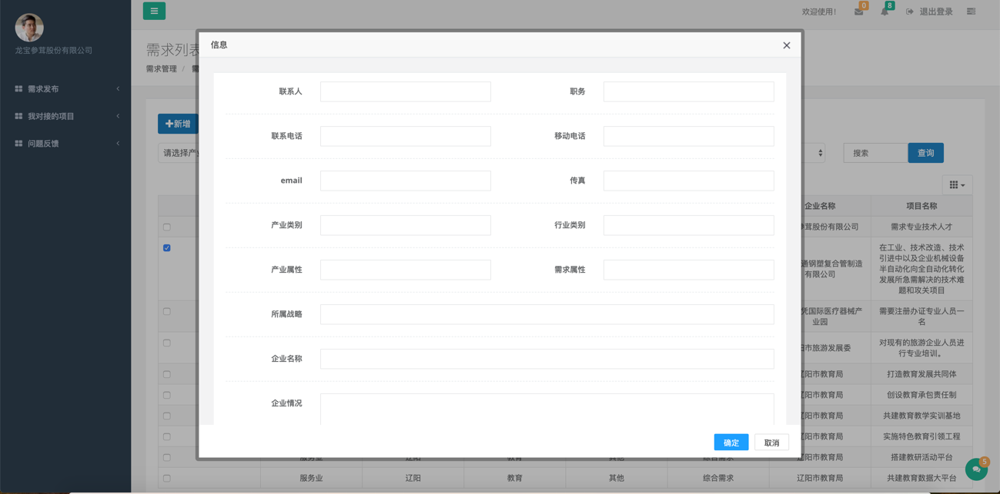 欢迎使用!
0
8
退出登录
龙宝参茸股份有限公司
需求发布
我对接的项目
问题反馈
需求列表
需求管理 /
新增
请选择产
搜索
查询
信息
联系人
职务
联系电话
移动电话
email
传真
产业类别
行业类别
产业属性
需求属性
所属战略
企业名称
企业情况
确定
取消
企业名称
项目名称
茸股份有限公司
需求专业技术人才
通钢塑复合管制造
有限公司
在工业、技术改造、技术
引进中以及企业机械设备
半自动化向全自动化转化
发展所急需解决的技术难
题和攻关项目
凭国际医疗器械产
业园
需要注册办证专业人员一
名
市旅游发展委
对现有的旅游企业人员进
行专业培训。
辽阳市教育局
打造教育发展共同体
辽阳市教育局
创设教育承包责任制
辽阳市教育局
共建教育教学实训基地
辽阳市教育局
实施特色教育引领工程
服务业
辽阳
教育
其他
综合需求
辽阳市教育局
搭建教研活动平台
服务业
辽阳
教育
其他
综合需求
辽阳市教育局
共建教育数据大平台
5